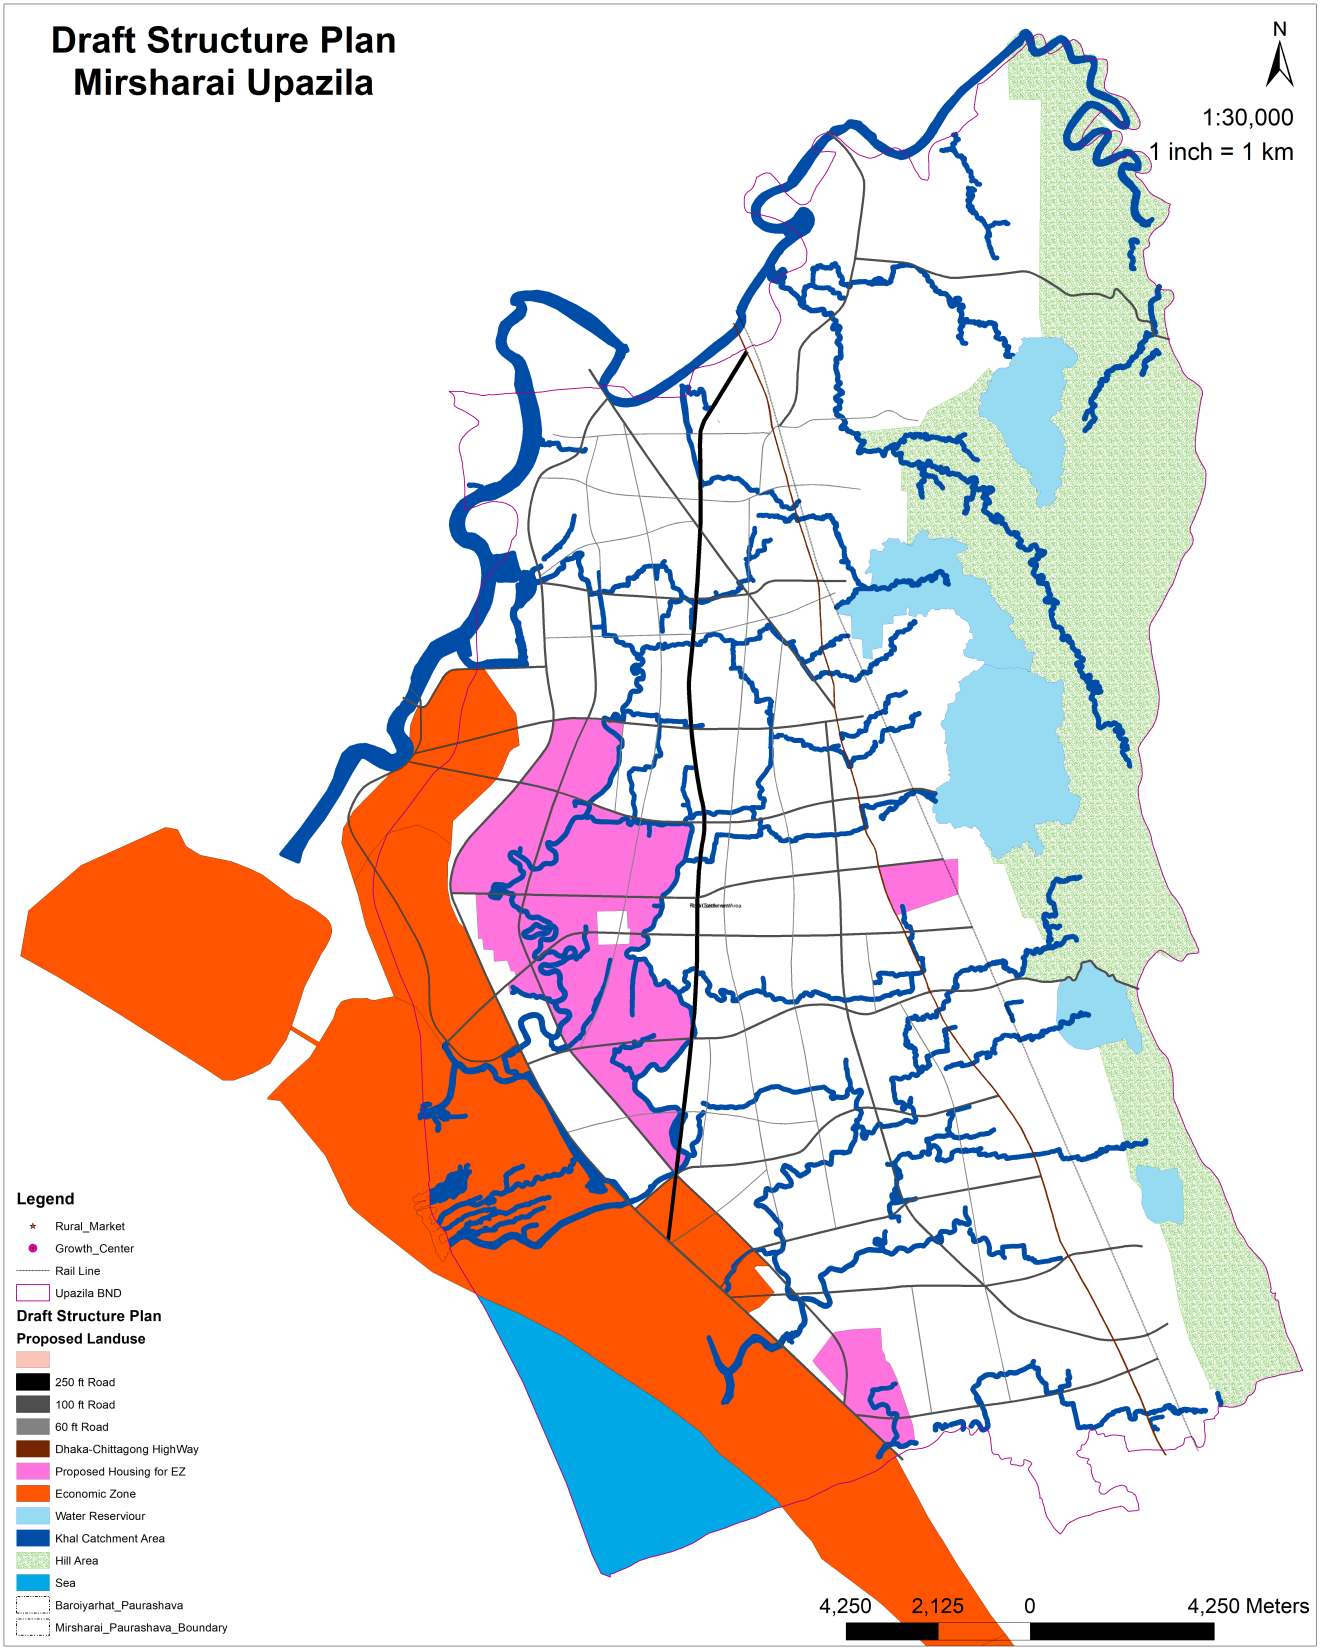 Draft Structure Plan
Mirsharai Upazila
N
1:30,000
1 inch = 1 km
Legend
Rural_Market
Growth_Center
Rail Line
Upazila BND
Draft Structure Plan
Proposed Landuse
250 ft Road
100 ft Road
60 ft Road
Dhaka-Chittagong HighWay
Proposed Housing for EZ
Economic Zone
Water Reserviour
Khal Catchment Area
Hill Area
Sea
Baroiyarhat_Paurashava
Mirsharai_Paurashava_Boundary
4,250 2,125 0 4,250 Meters